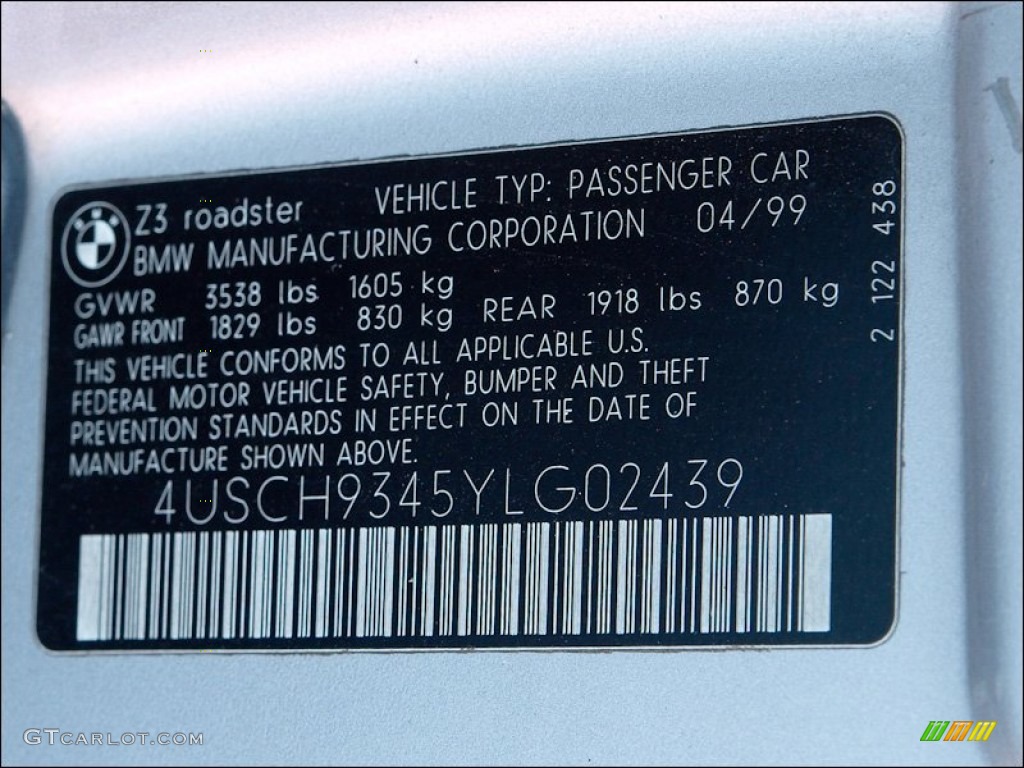 Z3 roadster VEHICLE TYP: PASSENGER CAR
BMW MANUFACTURING CORPORATION 04/99
GVWR 3538 lbs 1605 kg
GAWR FRONT 1829 lbs 830 kg REAR 1918 lbs 870 kg
THIS VEHICLE CONFORMS TO ALL APPLICABLE U.S.
FEDERAL MOTOR VEHICLE SAFETY, BUMPER AND THEFT
PREVENTION STANDARDS IN EFFECT ON THE DATE OF
MANUFACTURE SHOWN ABOVE.
4USCH9345YLG02439
2 122 438
GTCARLOT.COM